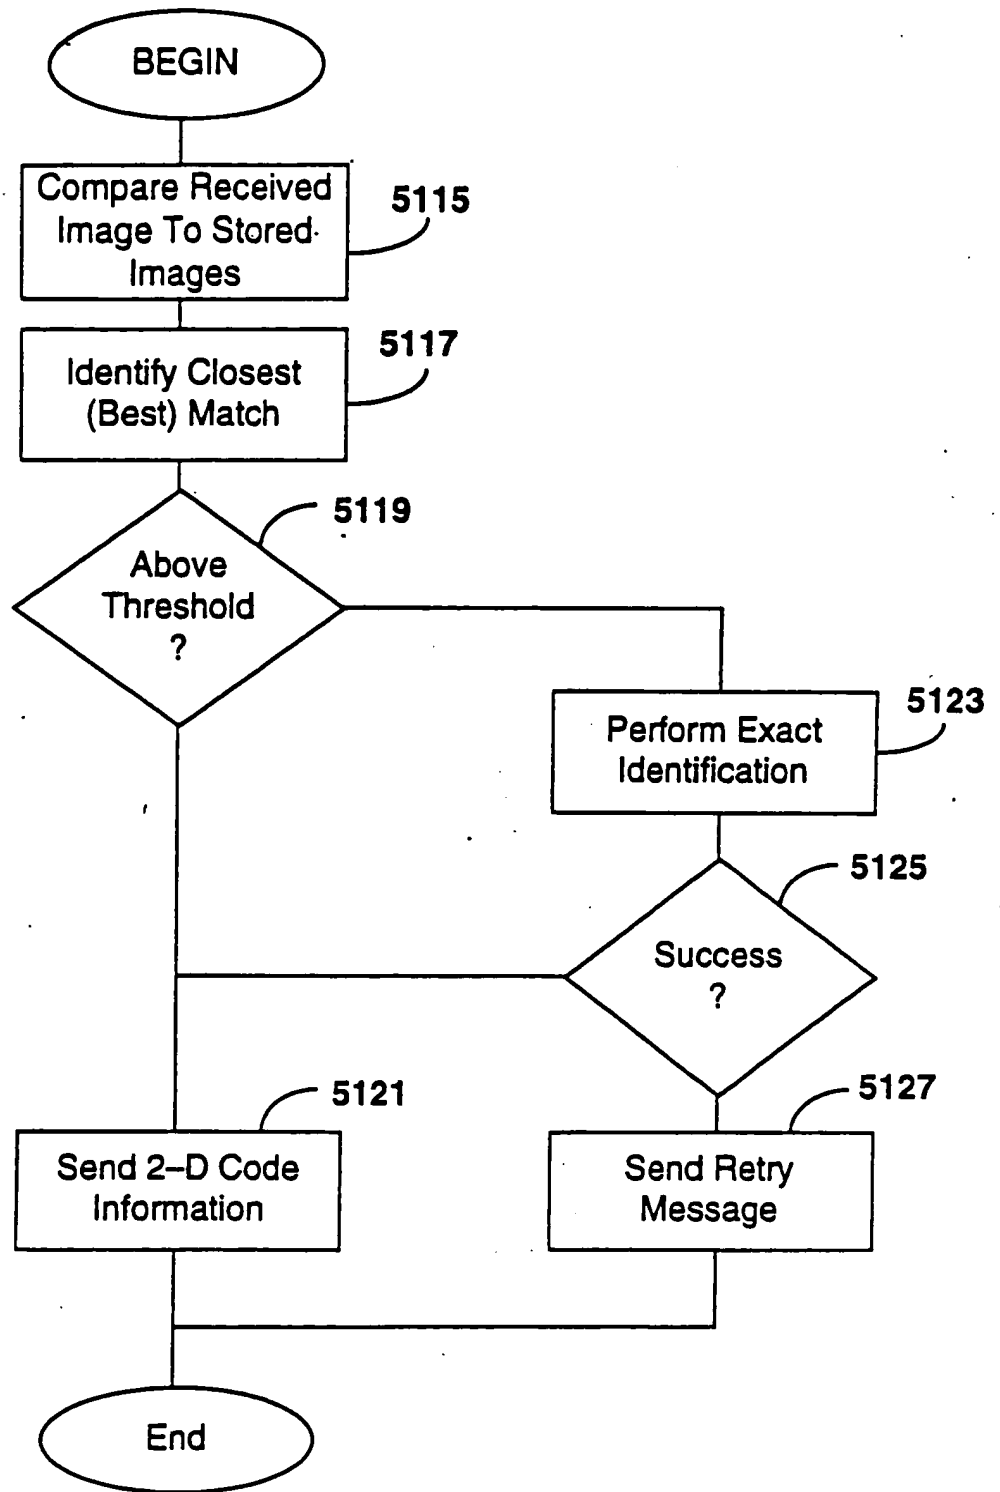 BEGIN
Compare Received
Image To Stored
Images
5115
Identify Closest
(Best) Match
5117
Above
Threshold
?
5119
Perform Exact
Identification
5123
Success
?
5125
Send 2-D Code
Information
5121
Send Retry
Message
5127
End